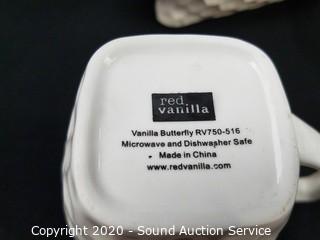 red
vanilla
Vanilla Butterfly RV750-516
Microwave and Dishwasher Safe
Made in China
www.redvanilla.com
Copyright 2020 - Sound Auction Service